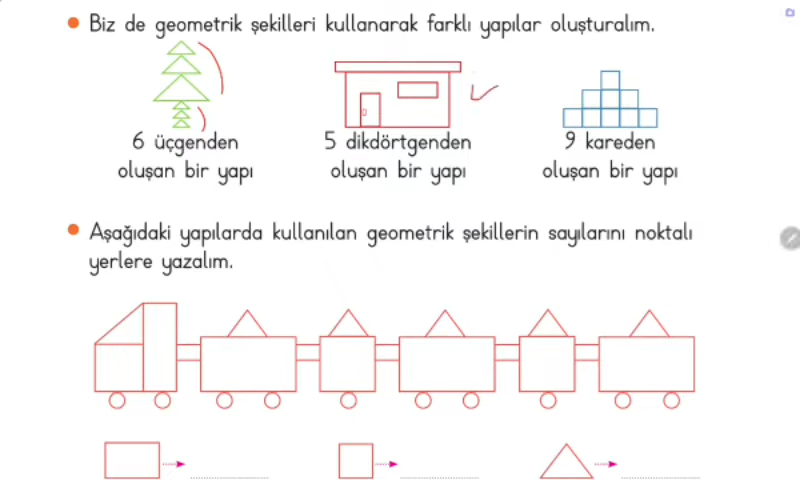 Biz de geometrik şekilleri kullanarak farklı yapılar oluşturalım.
6 üçgenden
oluşan bir yapı
5 dikdörtgenden
oluşan bir yapı
9 kareden
oluşan bir yapı
Aşağıdaki yapılarda kullanılan geometrik şekillerin sayılarını noktalı
yerlere yazalım.